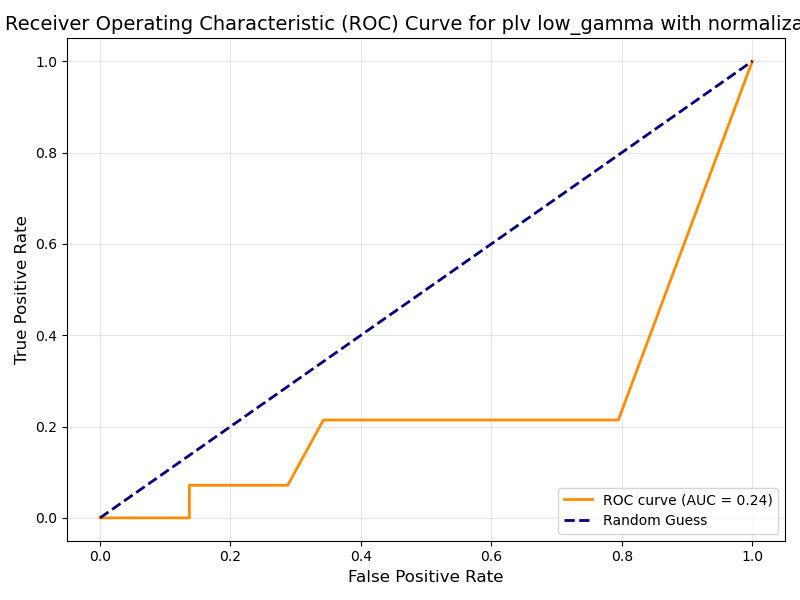 Receiver Operating Characteristic (ROC) Curve for plv low_gamma with normaliza
1.0
0.8
0.6
0.4
0.2
0.0
True Positive Rate
ROC curve (AUC = 0.24)
Random Guess
0.0 0.2 0.4 0.6 0.8 1.0
False Positive Rate